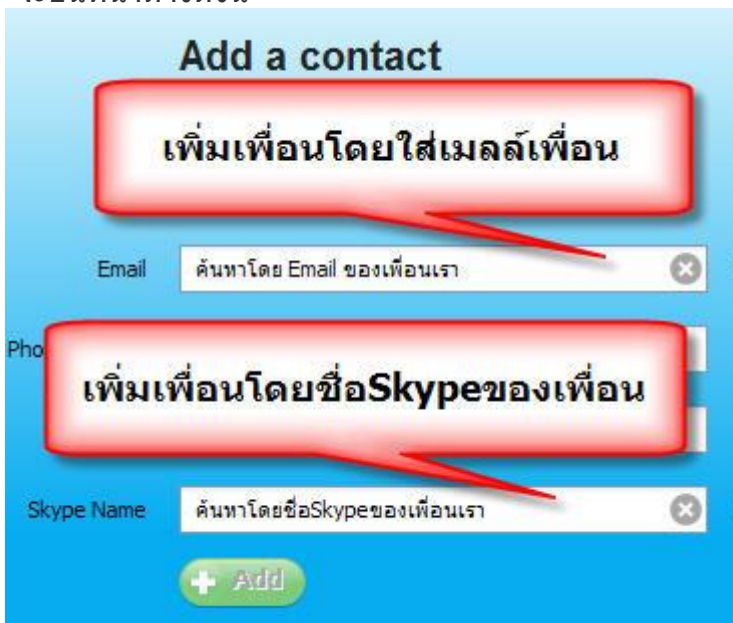 Add a contact
เพิ่มเพื่อนโดยใส่เมลล์เพื่อน
Email
ค้นหาโดย Email ของเพื่อนเรา
Pho
เพิ่มเพื่อนโดยชื่อSkypeของเพื่อน
Skype Name
ค้นหาโดยชื่อSkypeของเพื่อนเรา
Add